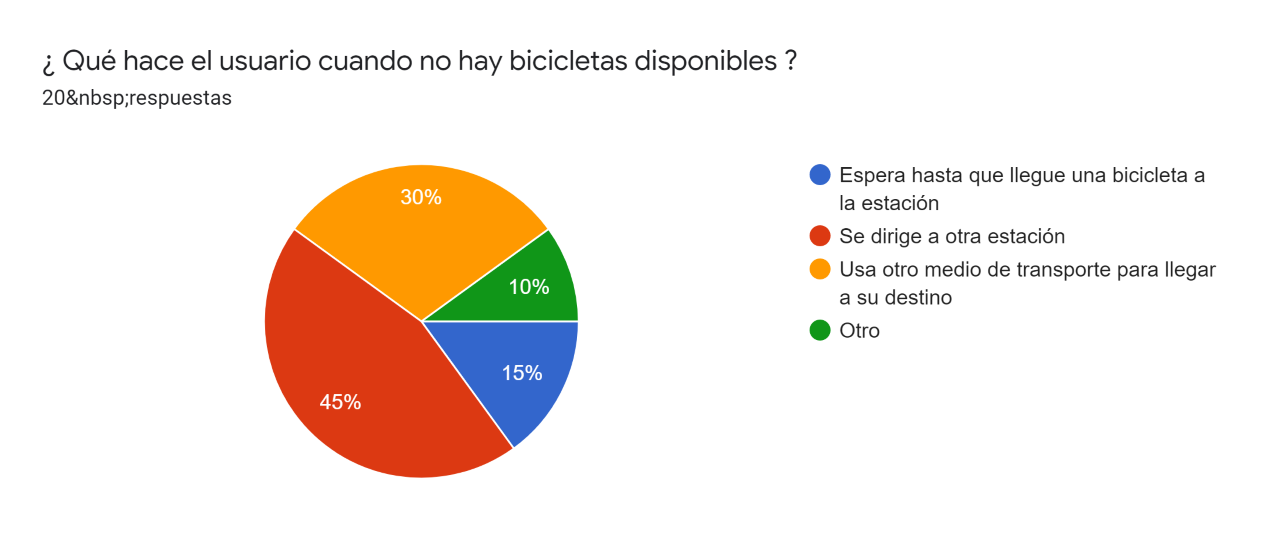 ¿ Qué hace el usuario cuando no hay bicicletas disponibles ?
20&nbsp;respuestas
30%
10%
15%
45%
Espera hasta que llegue una bicicleta a
la estación
Se dirige a otra estación
Usa otro medio de transporte para llegar
a su destino
Otro